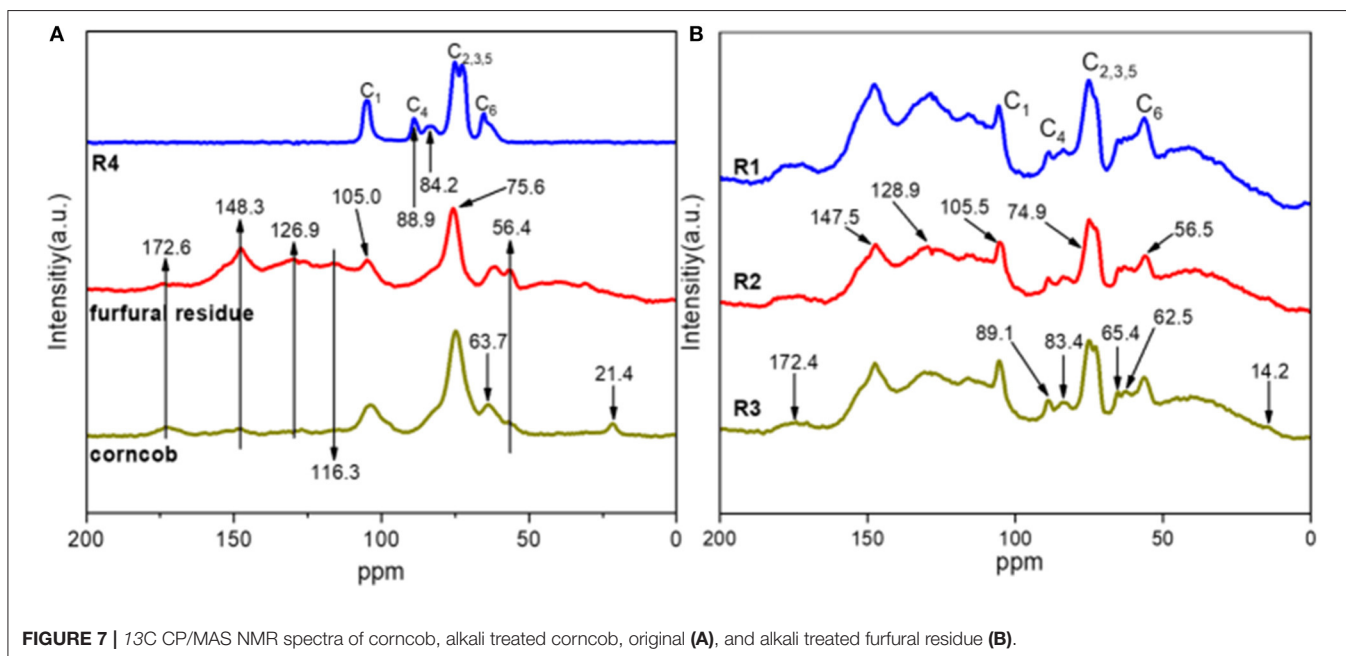 A
C1
C4
C2,3,5
C6
R4
84.2
88.9
75.6
105.0
148.3
126.9
172.6
56.4
furfural residue
63.7
21.4
corncob
116.3
Intensitiy(a.u.)
200 150 100 50 0
ppm
B
C2,3,5
C1
C4
C6
R1
128.9
147.5
105.5
74.9
56.5
R2
89.1
83.4
65.4
62.5
172.4
14.2
R3
Intensitiy(a.u.)
200 150 100 50 0
ppm
FIGURE 7 | 13C CP/MAS NMR spectra of corncob, alkali treated corncob, original (A), and alkali treated furfural residue (B).